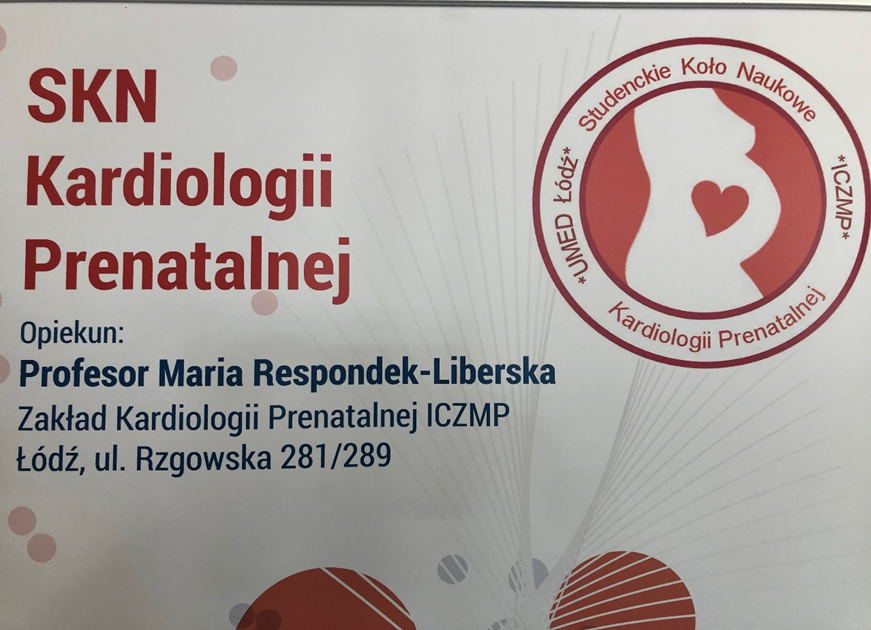 SKN
Kardiologii
Prenatalnej
Opiekun:
Profesor Maria Respondek-Liberska
Zakład Kardiologii Prenatalnej ICZMP
Łódź, ul. Rzgowska 281/289
Studenckie Koło Naukowe
*UMED Łódź*
*ICZMP*
Kardiologii Prenatalnej